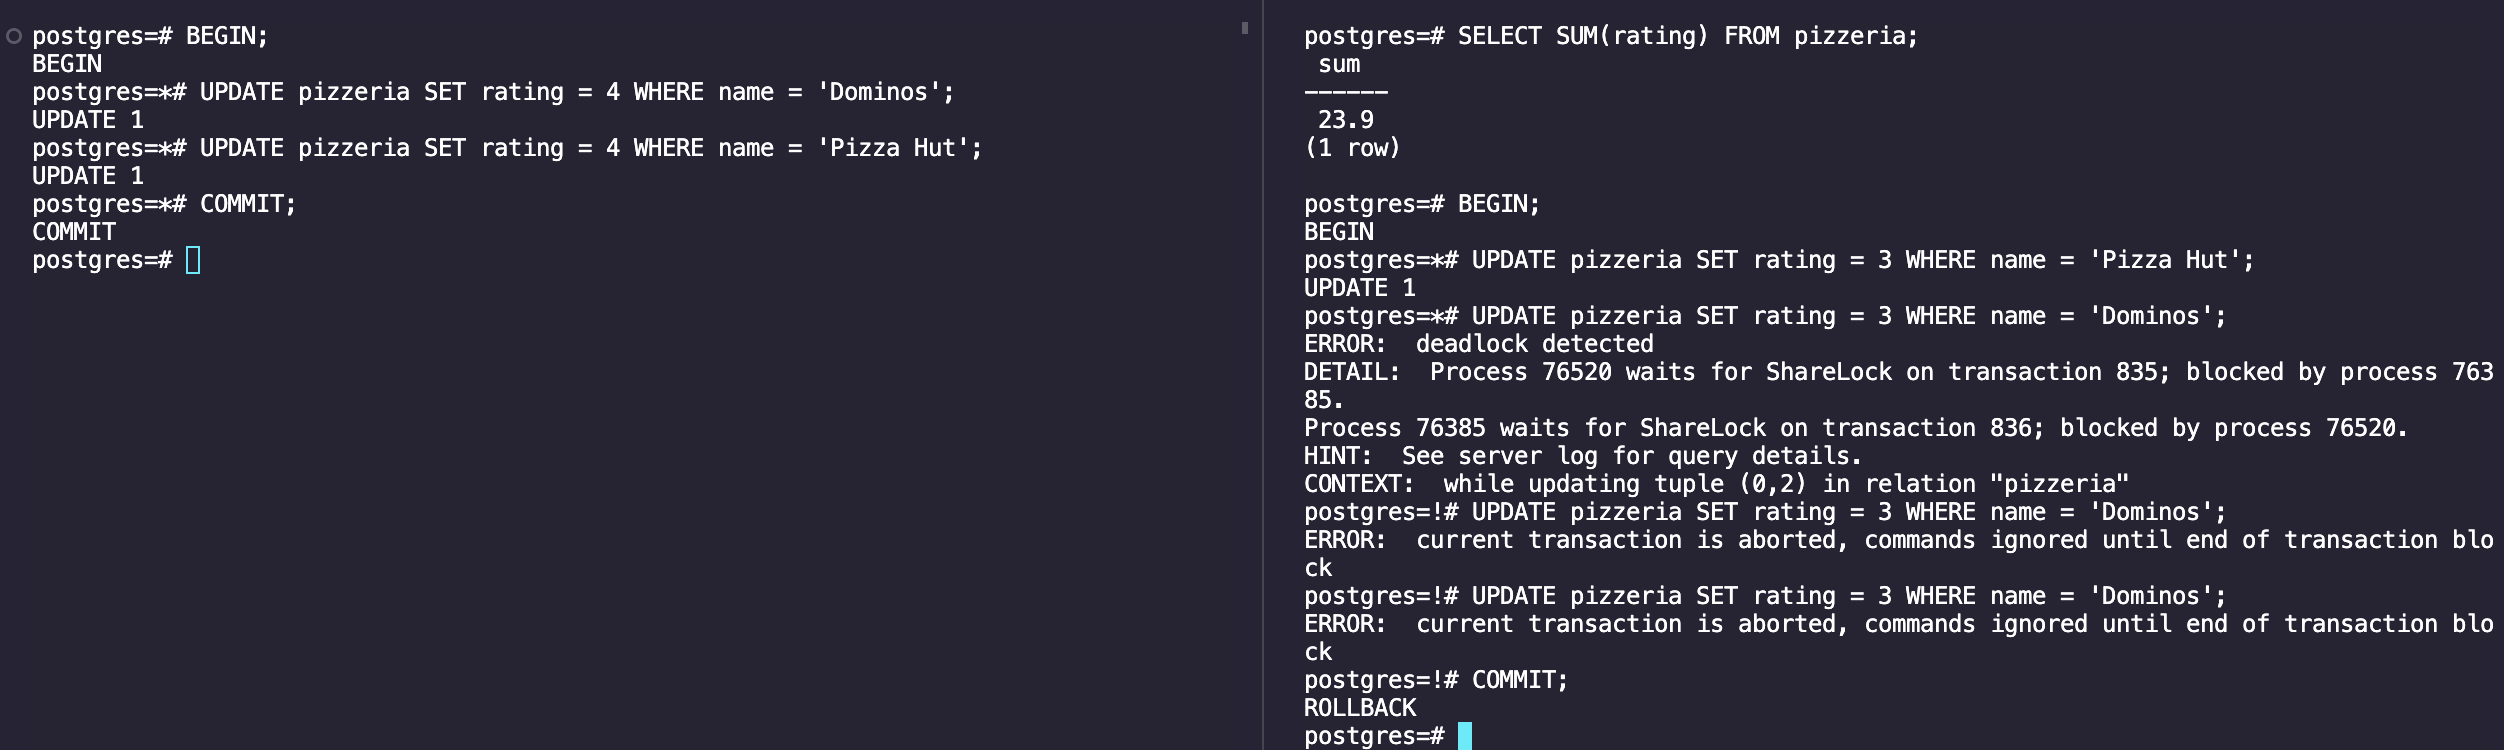 postgres=# BEGIN;
BEGIN
postgres=*# UPDATE pizzeria SET rating = 4 WHERE name = 'Dominos';
UPDATE 1
postgres=*# UPDATE pizzeria SET rating = 4 WHERE name = 'Pizza Hut';
UPDATE 1
postgres=*# COMMIT;
COMMIT
postgres=#
postgres=# SELECT SUM(rating) FROM pizzeria;
 sum
------
 23.9
(1 row)

postgres=# BEGIN;
BEGIN
postgres=*# UPDATE pizzeria SET rating = 3 WHERE name = 'Pizza Hut';
UPDATE 1
postgres=*# UPDATE pizzeria SET rating = 3 WHERE name = 'Dominos';
ERROR:  deadlock detected
DETAIL:  Process 76520 waits for ShareLock on transaction 835; blocked by process 763
85.
Process 76385 waits for ShareLock on transaction 836; blocked by process 76520.
HINT:  See server log for query details.
CONTEXT:  while updating tuple (0,2) in relation "pizzeria"
postgres=!# UPDATE pizzeria SET rating = 3 WHERE name = 'Dominos';
ERROR:  current transaction is aborted, commands ignored until end of transaction blo
ck
postgres=!# UPDATE pizzeria SET rating = 3 WHERE name = 'Dominos';
ERROR:  current transaction is aborted, commands ignored until end of transaction blo
ck
postgres=!# COMMIT;
ROLLBACK
postgres=#